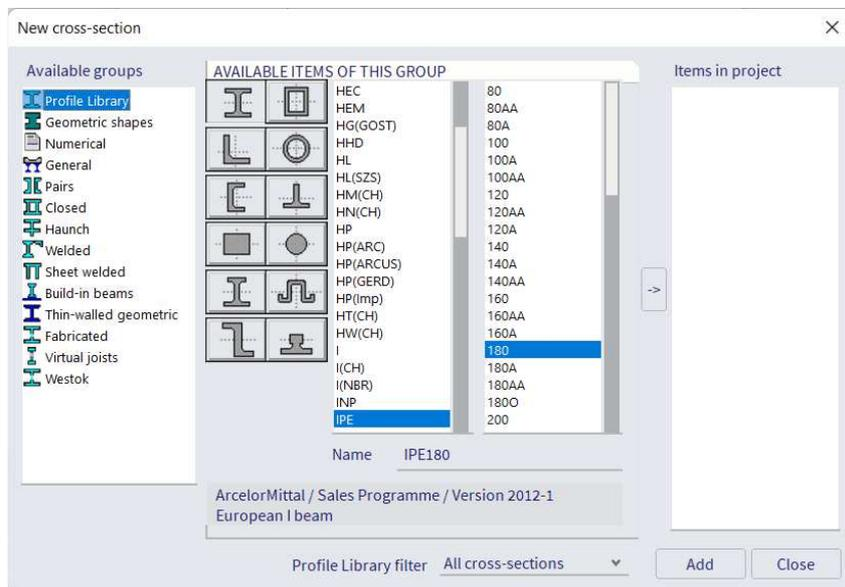 New cross-section
Available groups
Profile Library
Geometric shapes
Numerical
General
Pairs
Closed
Haunch
Welded
Sheet welded
Build-in beams
Thin-walled geometric
Fabricated
Virtual joists
Westok
AVAILABLE ITEMS OF THIS GROUP
HEC
HEM
HG(GOST)
HHD
HL
HL(SZS)
HM(CH)
HN(CH)
HP
HP(ARC)
HP(ARCUS)
HP(GERD)
HP(Imp)
HT(CH)
HW(CH)
I
I(CH)
I(NBR)
INP
IPE
80
80AA
80A
100
100A
100AA
120
120AA
120A
140
140A
140AA
160
160AA
160A
180
180A
180AA
180O
200
Name IPE180
ArcelorMittal / Sales Programme / Version 2012-1
European I beam
Profile Library filter All cross-sections
->
Items in project
Add
Close